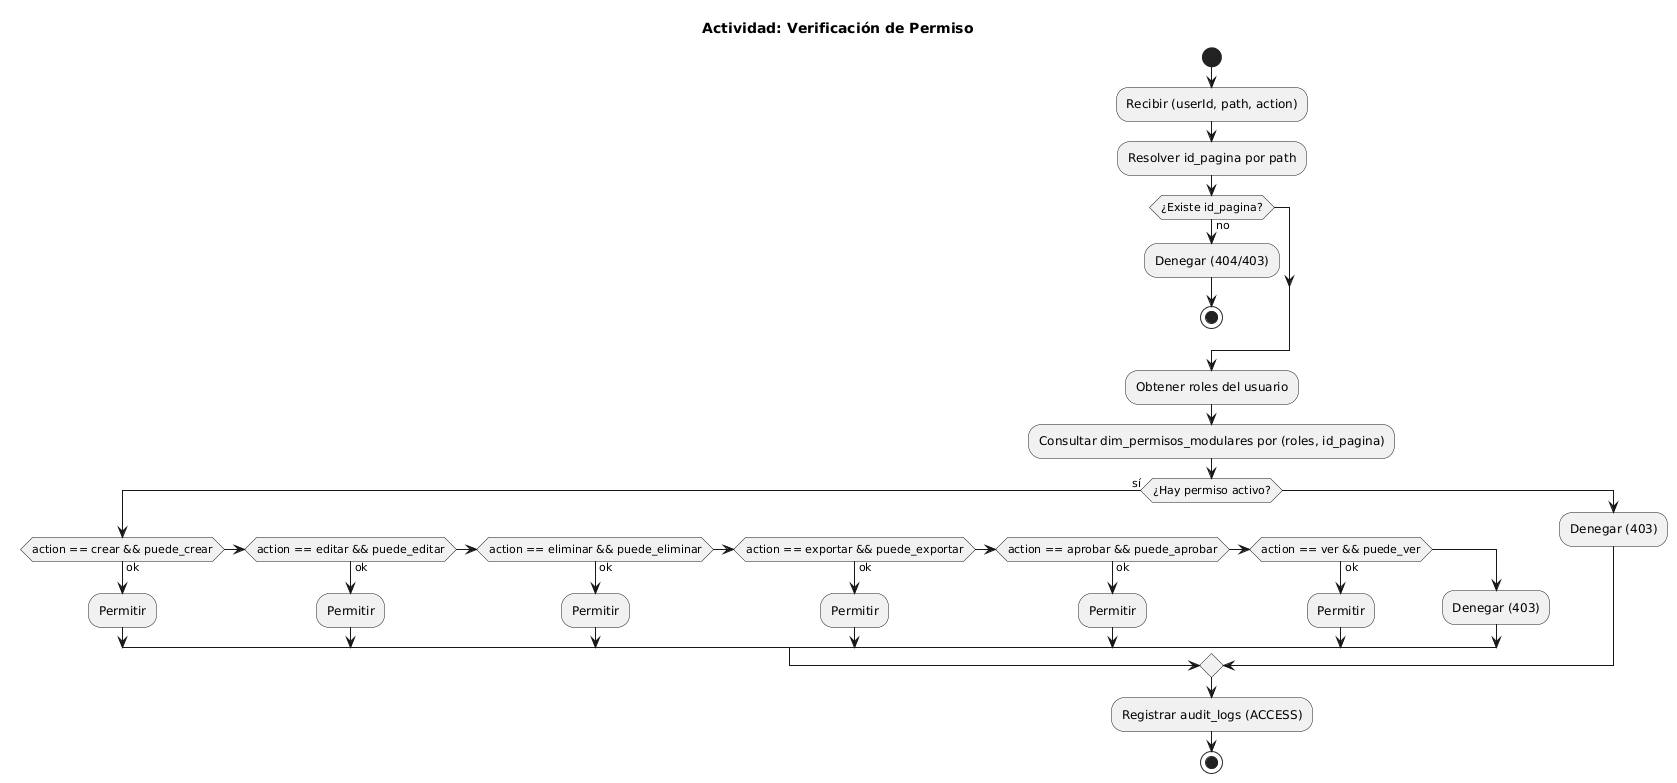 Actividad: Verificación de Permiso
Recibir (userId, path, action)
Resolver id_pagina por path
¿Existe id_pagina?
no
Denegar (404/403)
Obtener roles del usuario
Consultar dim_permisos_modulares por (roles, id_pagina)
sí
¿Hay permiso activo?
Denegar (403)
action == crear && puede_crear
action == editar && puede_editar
action == eliminar && puede_eliminar
action == exportar && puede_exportar
action == aprobar && puede_aprobar
action == ver && puede_ver
ok
ok
ok
ok
ok
ok
Permitir
Permitir
Permitir
Permitir
Permitir
Permitir
Denegar (403)
Registrar audit_logs (ACCESS)